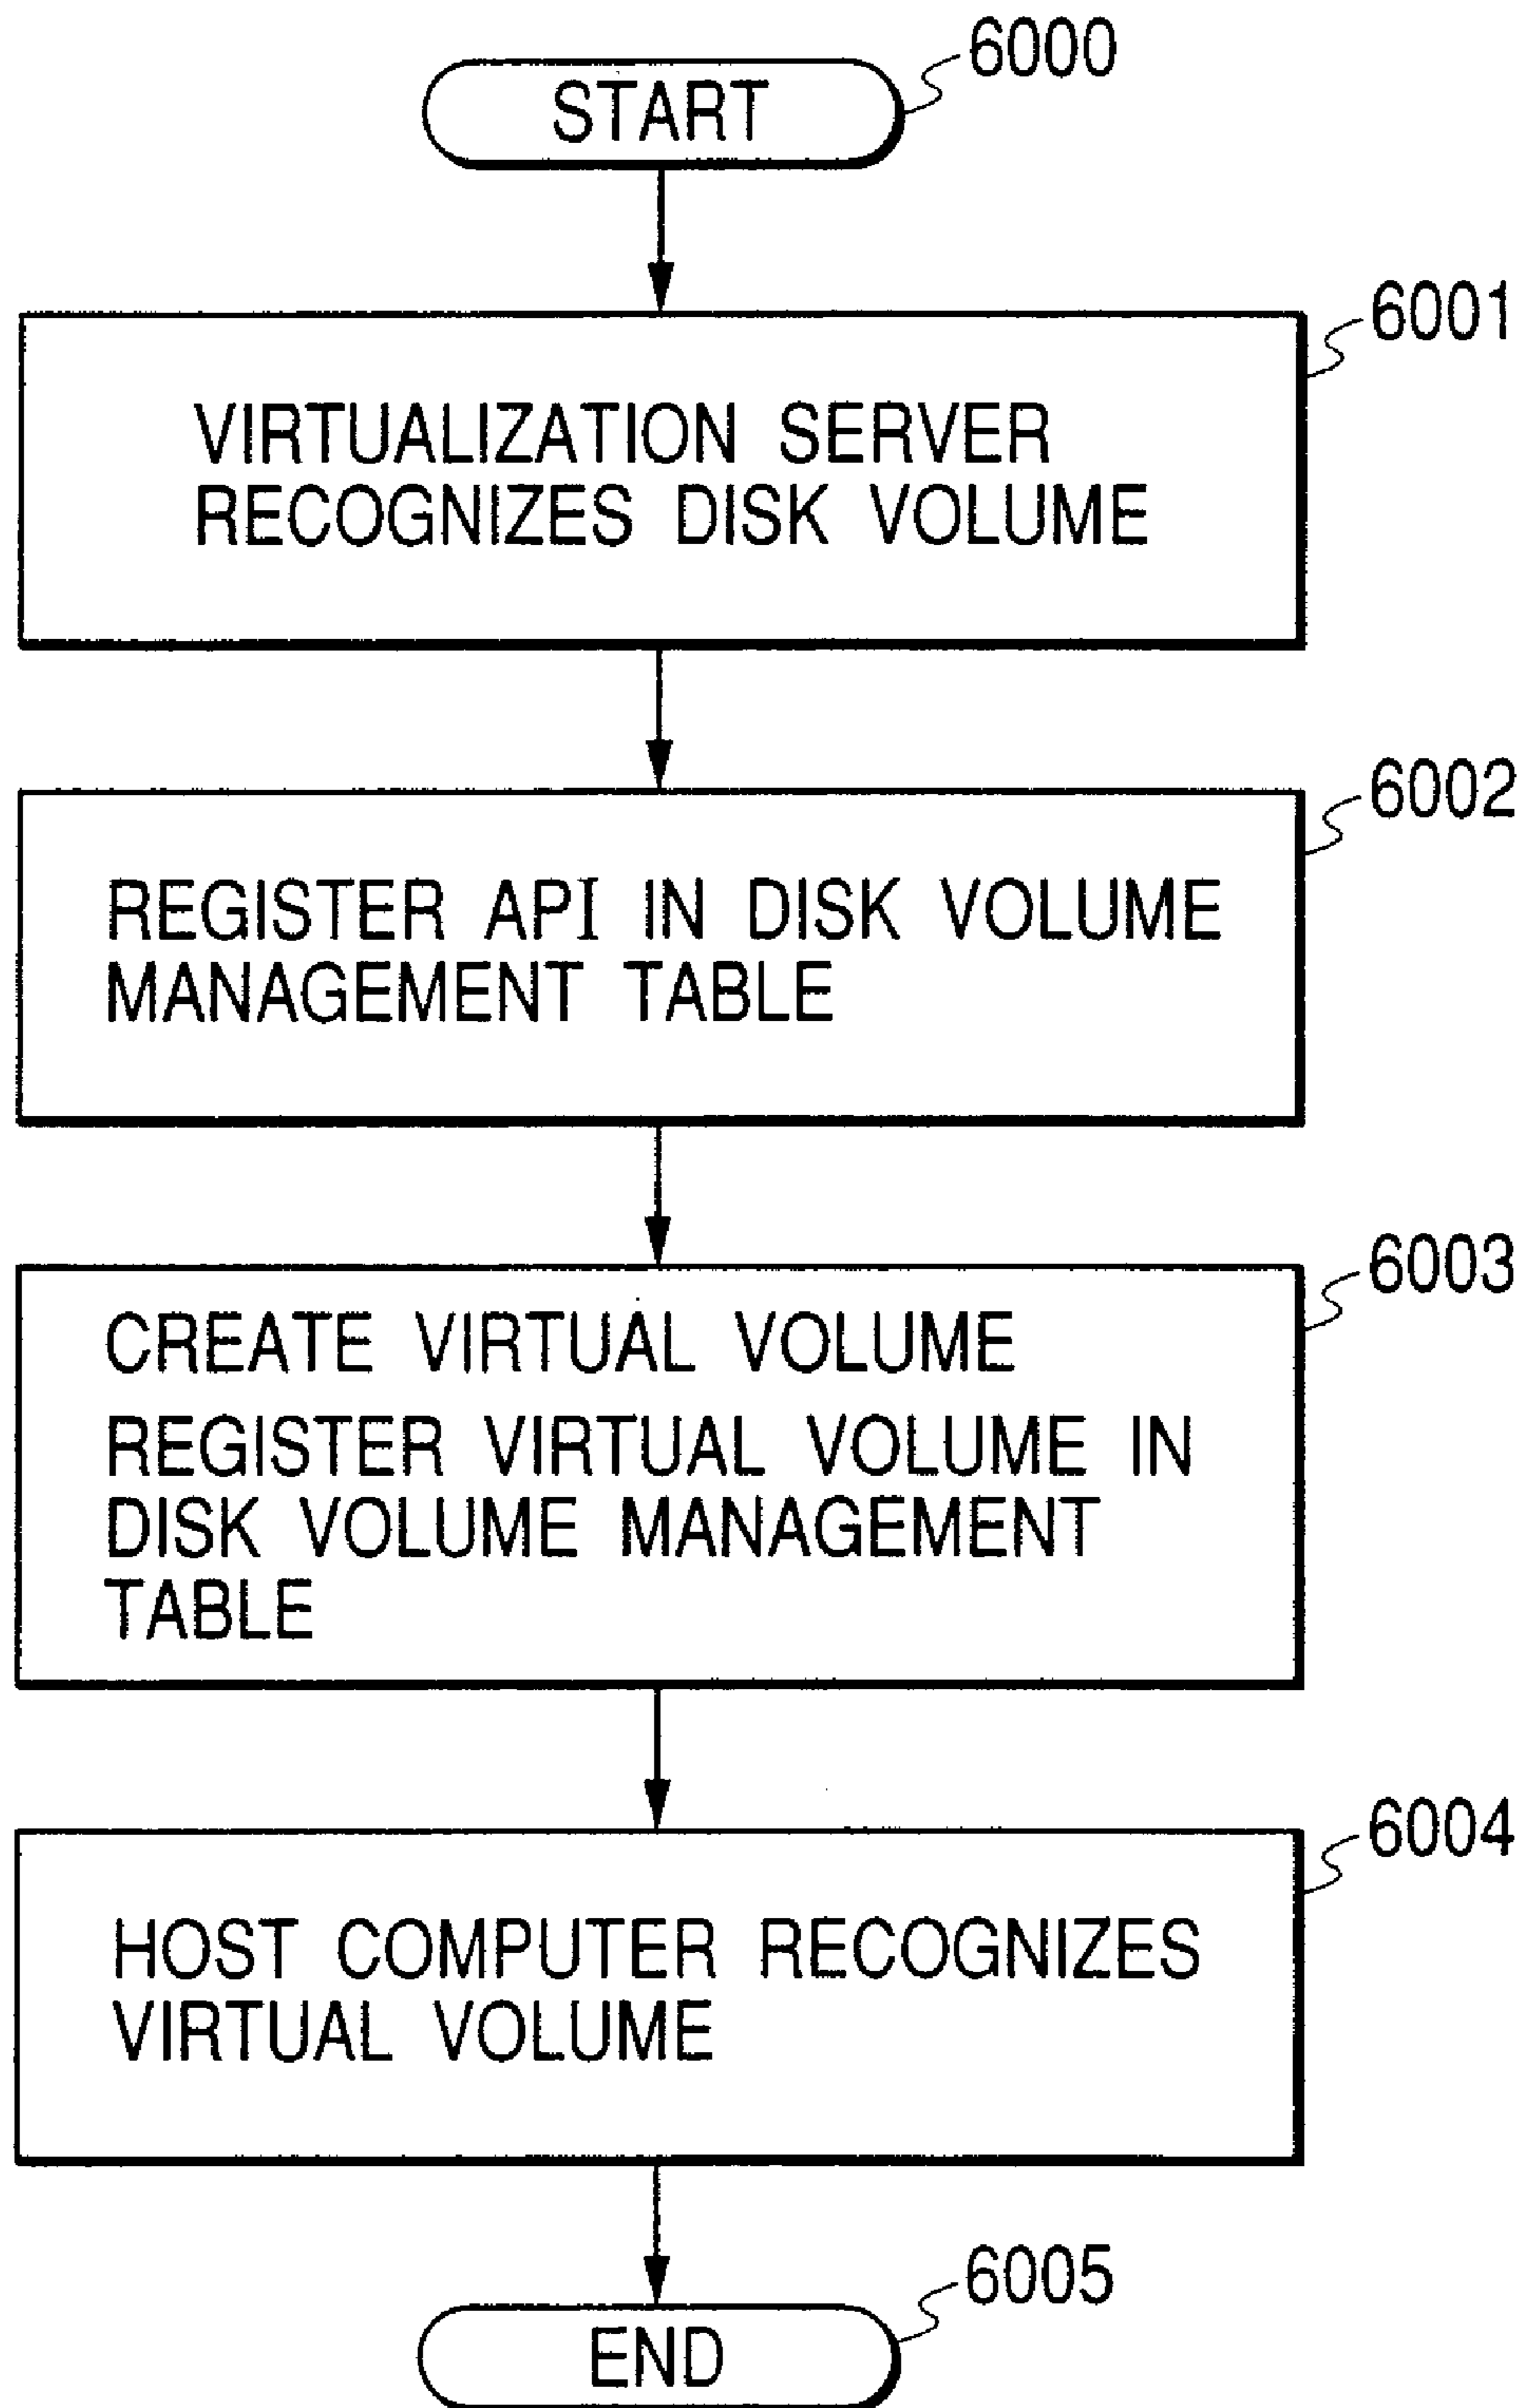 START
6000
6001
VIRTUALIZATION SERVER
RECOGNIZES DISK VOLUME
6002
REGISTER API IN DISK VOLUME
MANAGEMENT TABLE
6003
CREATE VIRTUAL VOLUME
REGISTER VIRTUAL VOLUME IN
DISK VOLUME MANAGEMENT
TABLE
6004
HOST COMPUTER RECOGNIZES
VIRTUAL VOLUME
6005
END